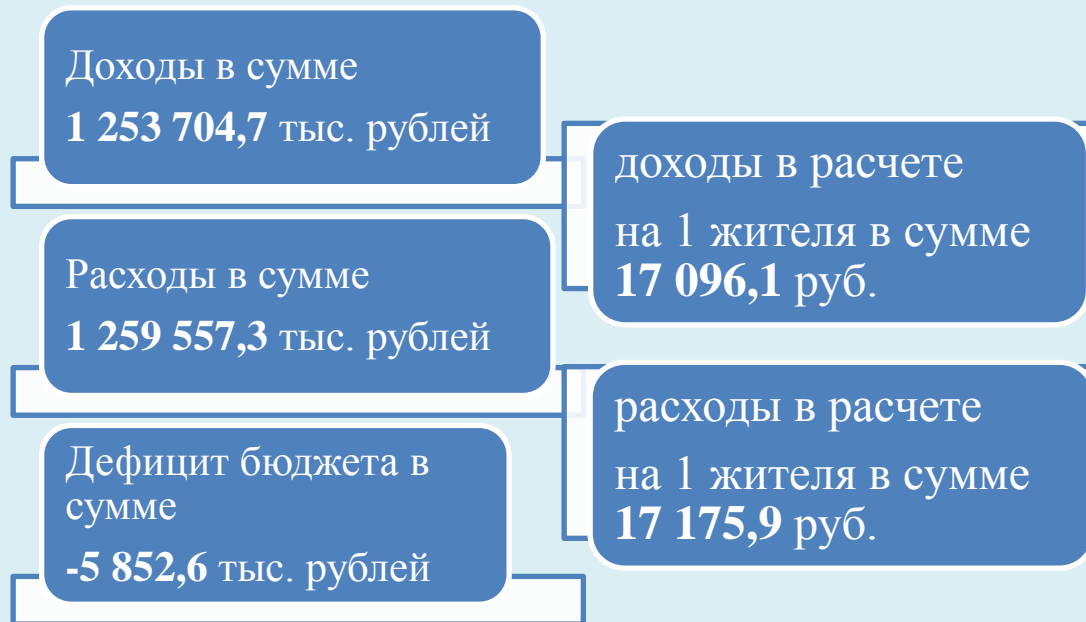 Доходы в сумме
1 253 704,7 тыс. рублей
Расходы в сумме
1 259 557,3 тыс. рублей
Дефицит бюджета в
сумме
-5 852,6 тыс. рублей
доходы в расчете
на 1 жителя в сумме
17 096,1 руб.
расходы в расчете
на 1 жителя в сумме
17 175,9 руб.